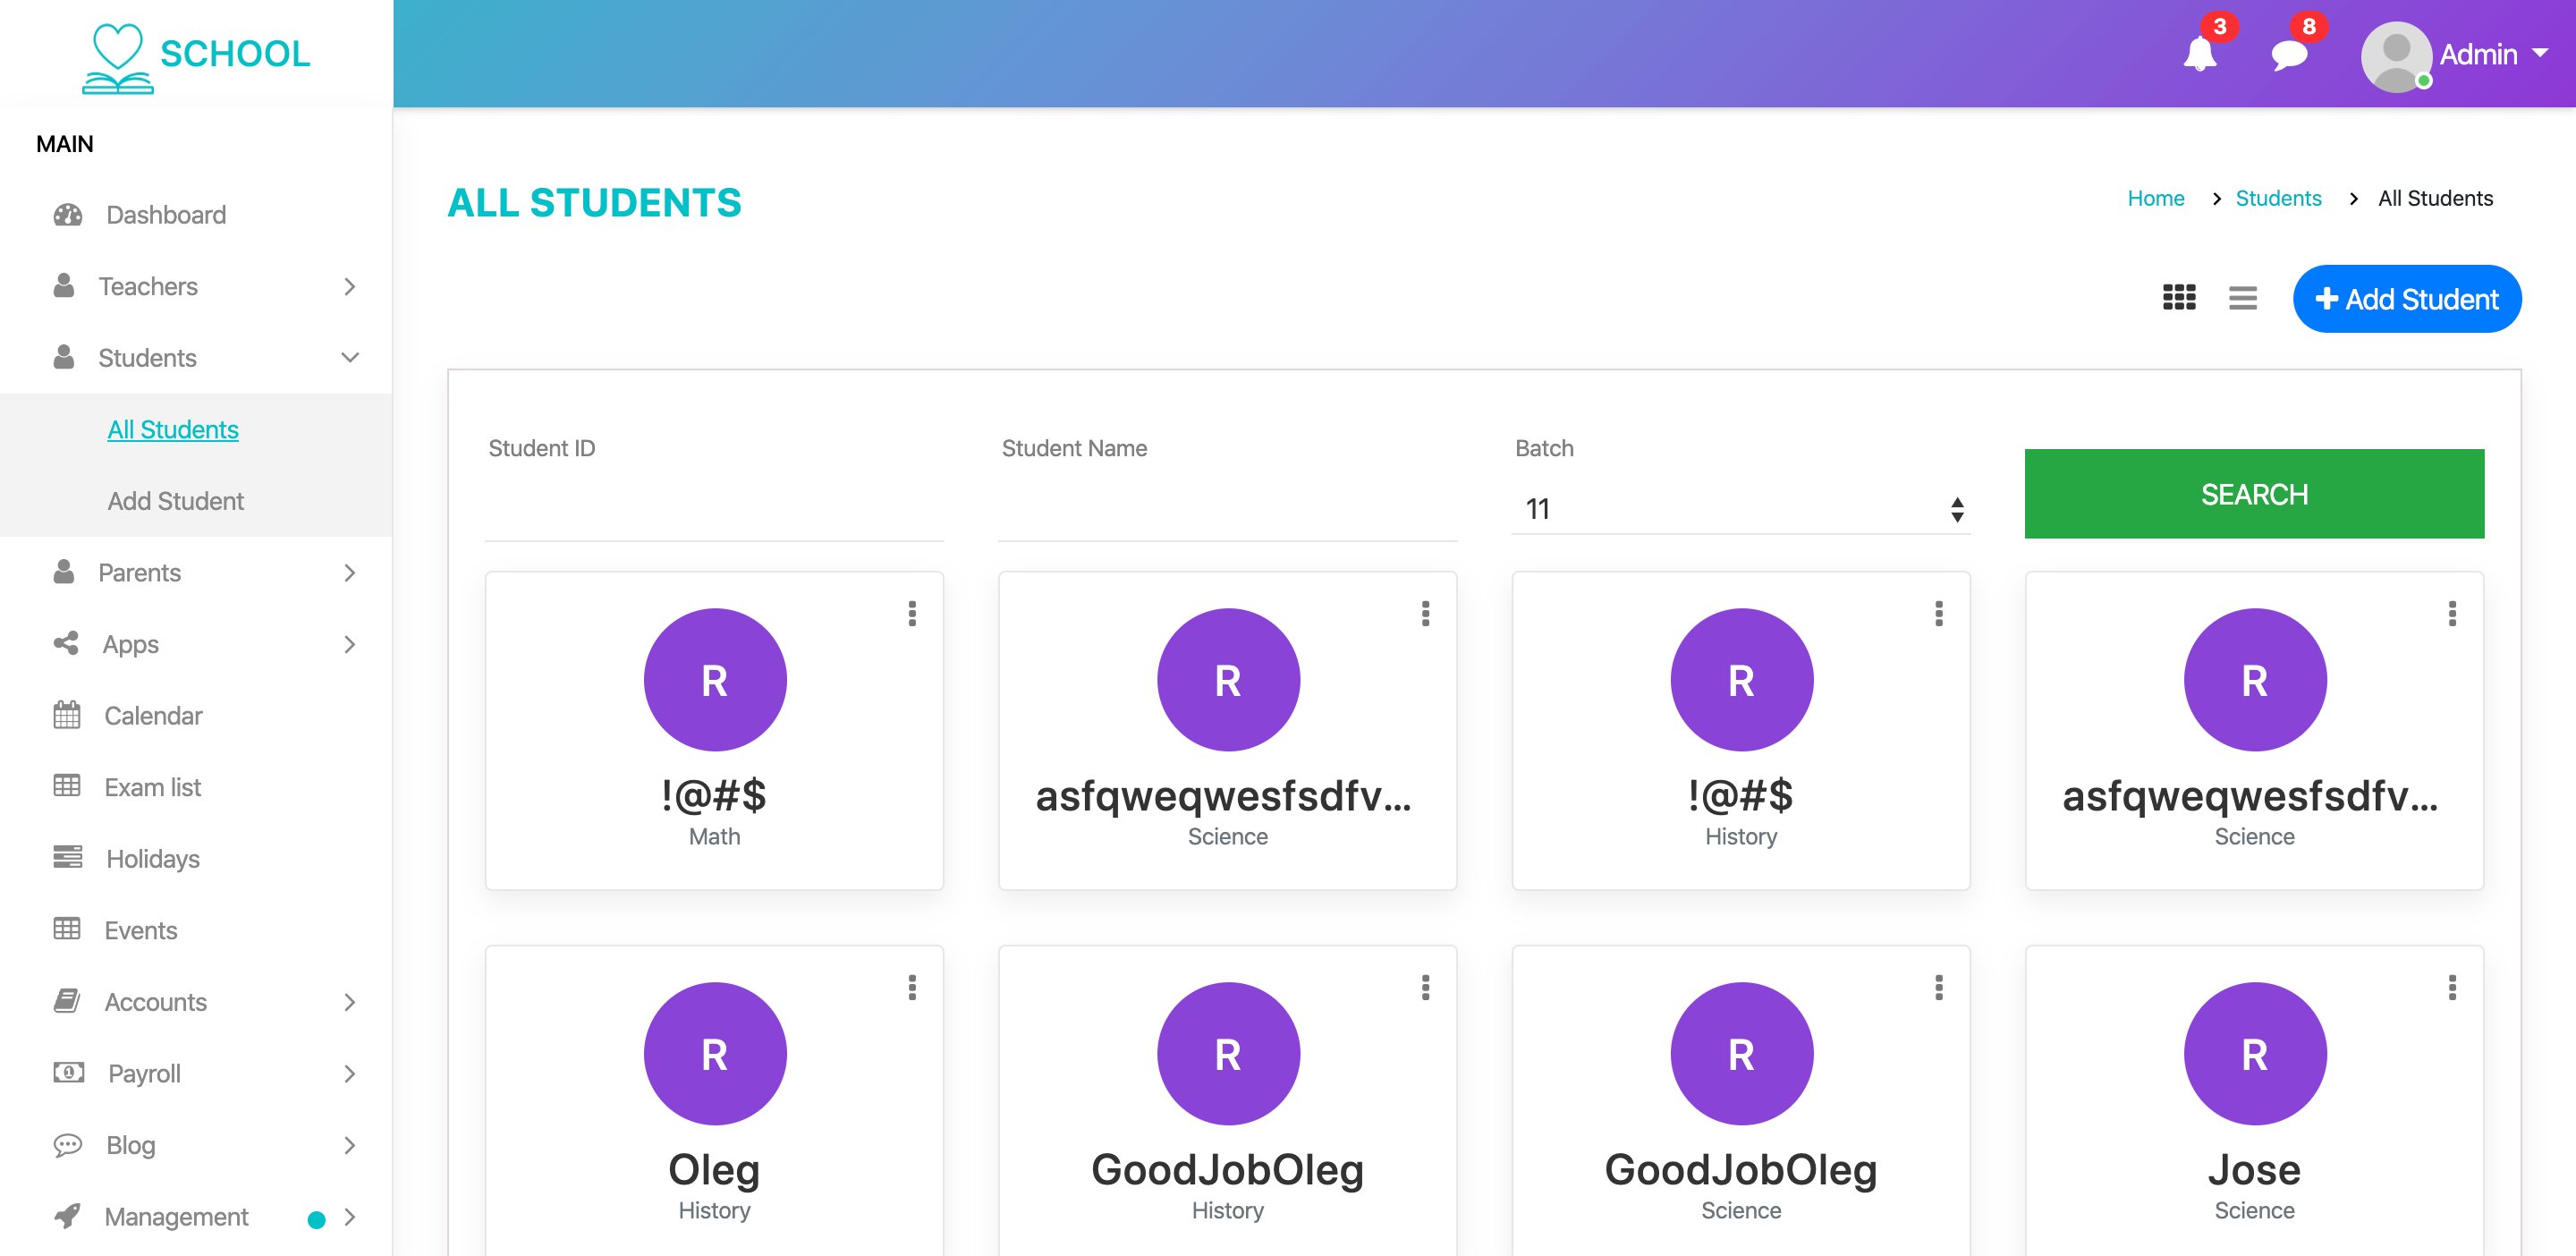 SCHOOL
3
8
Admin
MAIN
Dashboard
Teachers
Students
All Students
Add Student
Parents
Apps
Calendar
Exam list
Holidays
Events
Accounts
Payroll
Blog
Management
ALL STUDENTS
Home > Students > All Students
Add Student
Student ID
Student Name
Batch
11
SEARCH
R
!@#$
Math
R
asfqweqwesfsdfv...
Science
R
!@#$
History
R
asfqweqwesfsdfv...
Science
R
Oleg
History
R
GoodJobOleg
History
R
GoodJobOleg
Science
R
Jose
Science